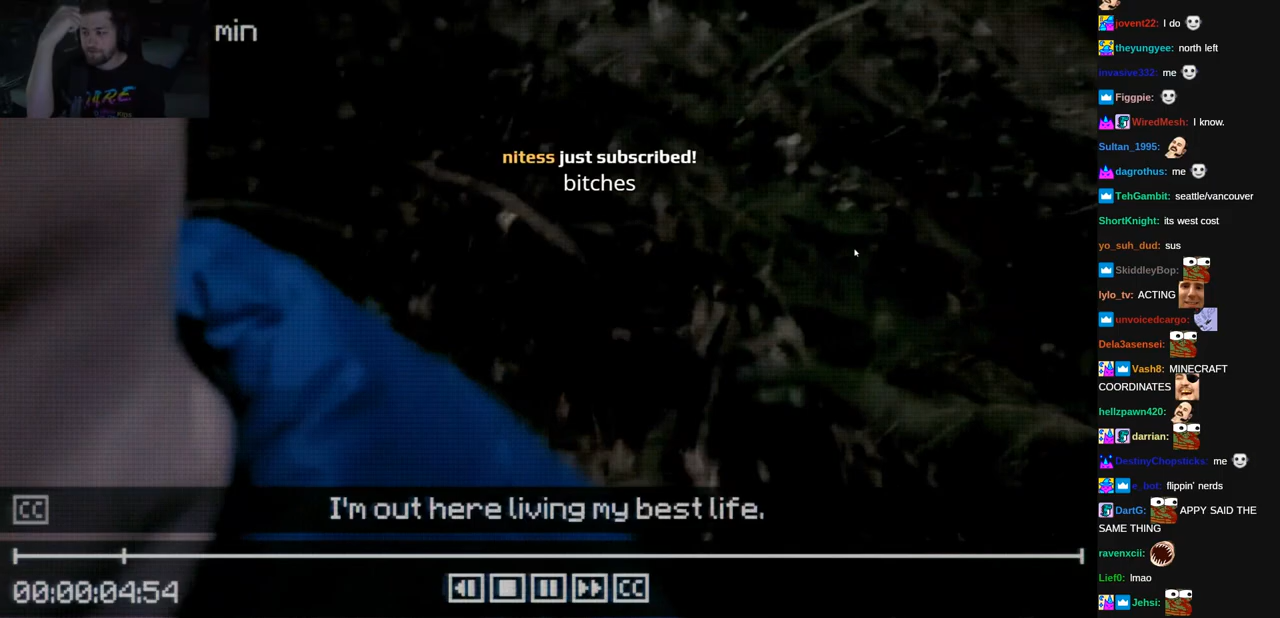 min
nitess just subscribed!
bitches
I'm out here living my best life.
CC
00:00:04:54
CC
jovent22: I do
theyungyee: north left
invasive332: me
Figgpie:
WiredMesh: I know.
Sultan_1995:
dagrothus: me
TehGambit: seattle/vancouver
ShortKnight: its west cost
yo_suh_dud: sus
SkiddleyBop:
lylo_tv: ACTING
unvoicedcargo:
Dela3asensei:
Vash8: MINECRAFT
COORDINATES
hellzpawn420:
darrian:
DestinyChopsticks: me
e_bot: flippin' nerds
DartG: APPY SAID THE
SAME THING
ravenxcii:
Lief0: lmao
Jehsi: